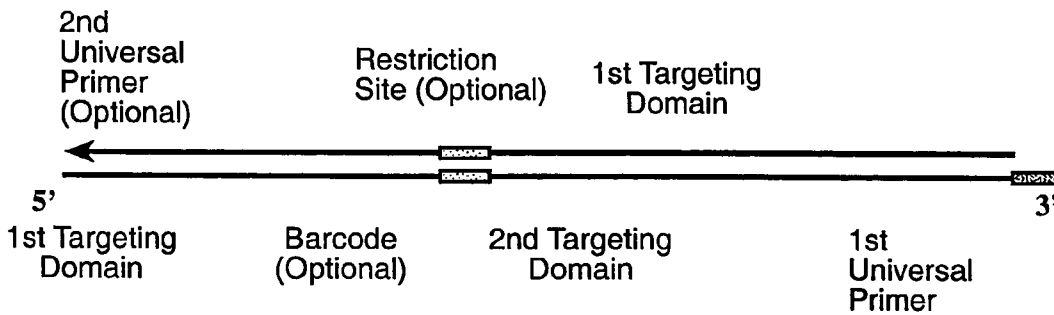 2nd
Universal
Primer
(Optional)
Restriction
Site (Optional)
1st Targeting
Domain
5’
3’
1st Targeting
Domain
Barcode
(Optional)
2nd Targeting
Domain
1st
Universal
Primer